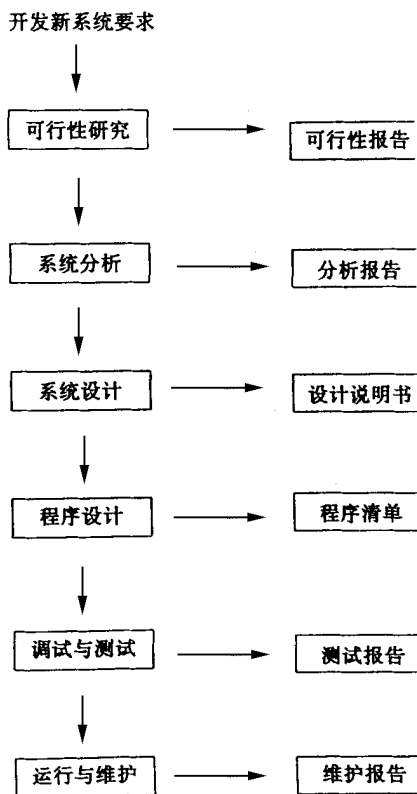 开发新系统要求
可行性研究
可行性报告
系统分析
分析报告
系统设计
设计说明书
程序设计
程序清单
调试与测试
测试报告
运行与维护
维护报告